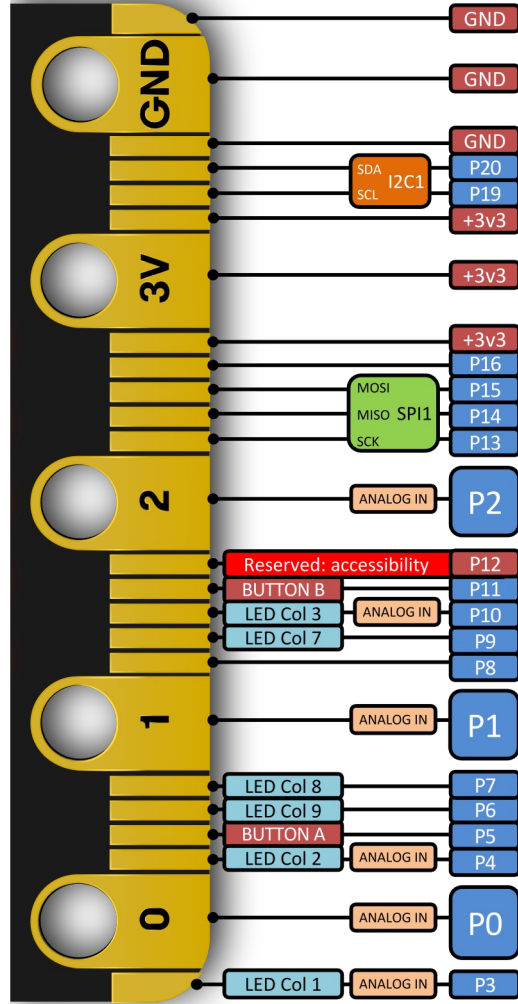 GND
GND
GND
GND
SDA I2C1 P20
SCL P19
+3v3
3V
+3v3
+3v3
P16
MOSI P15
MISO SPI1 P14
SCK P13
2 ANALOG IN P2
Reserved: accessibility P12
BUTTON B P11
LED Col 3 ANALOG IN P10
LED Col 7 P9
P8
1 ANALOG IN P1
LED Col 8 P7
LED Col 9 P6
BUTTON A P5
LED Col 2 ANALOG IN P4
0 ANALOG IN P0
LED Col 1 ANALOG IN P3